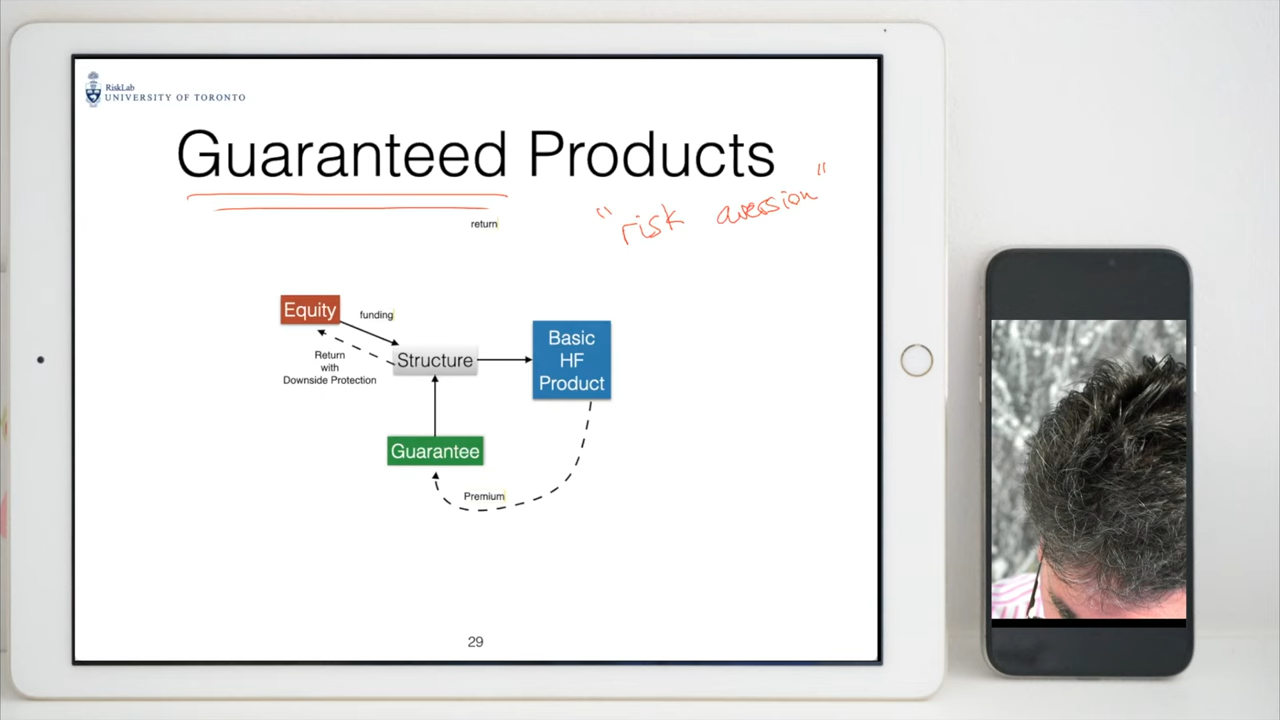 RiskLab
UNIVERSITY OF TORONTO
Guaranteed Products
"risk aversion"
return
Equity
funding
Return
with
Downside Protection
Structure
Basic
HF
Product
Guarantee
Premium
29